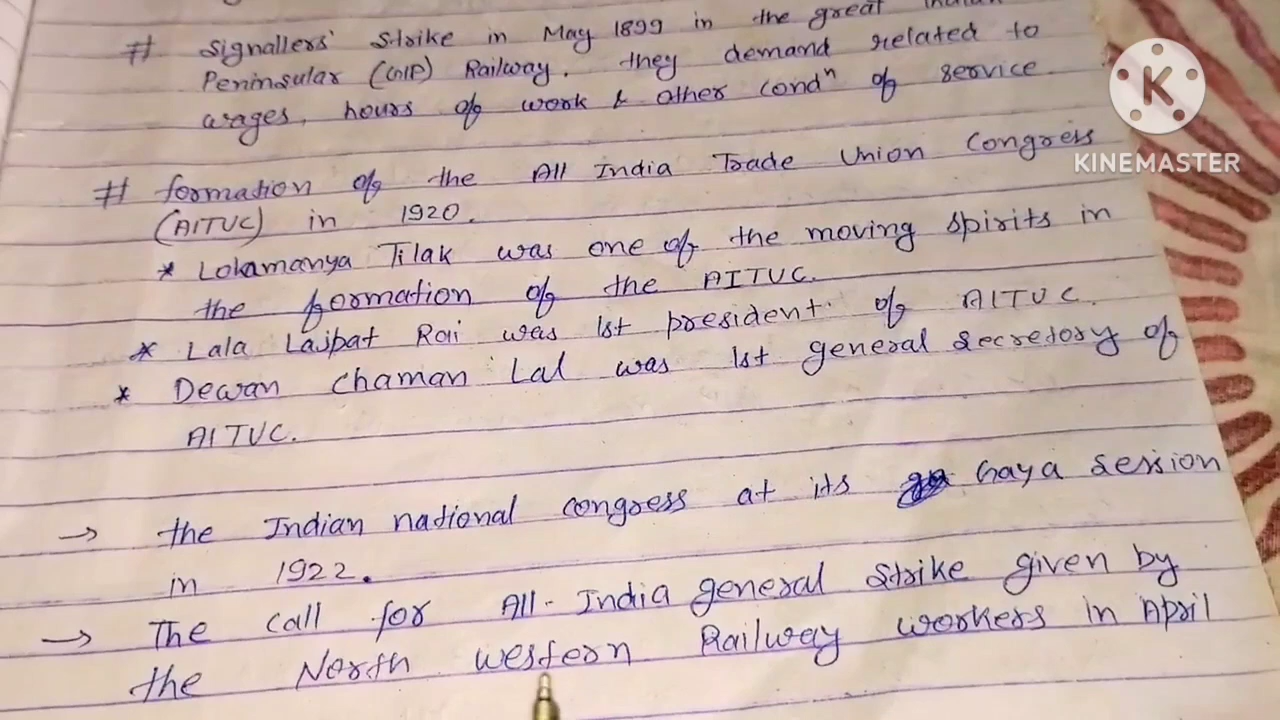 # Signallers' Strike in May 1899 in the great Indian
Peninsular (GIP) Railway. they demand related to
wages, hours of work & other condⁿ of service
# formation of the All India Trade Union Congress
(AITUC) in 1920.
* Lokamanya Tilak was one of the moving spirits in
the formation of the AITUC.
* Lala Lajpat Rai was 1st president of AITUC.
* Dewan Chaman Lal was 1st general secretory of
AITUC.
→ the Indian national congress at its Gaya session
in 1922.
→ The call for All-India general Strike given by
the North western Railway workers in April
K
KINEMASTER